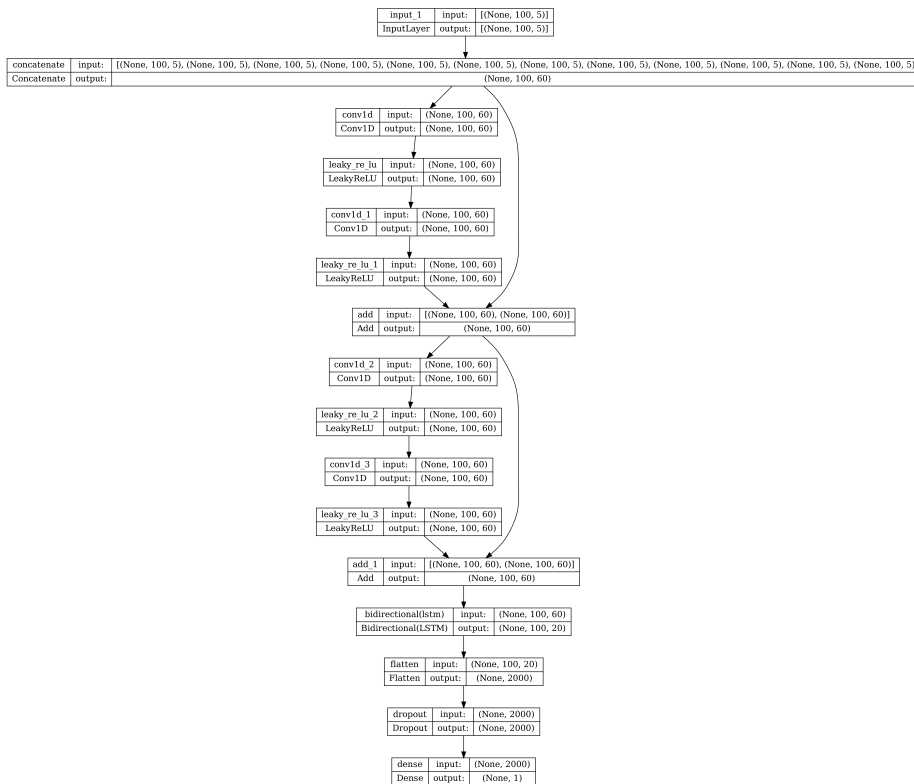 input_1 input: [(None, 100, 5)]
InputLayer output: [(None, 100, 5)]
concatenate input: [(None, 100, 5), (None, 100, 5), (None, 100, 5), (None, 100, 5), (None, 100, 5), (None, 100, 5), (None, 100, 5), (None, 100, 5), (None, 100, 5), (None, 100, 5), (None, 100, 5), (None, 100, 5)
Concatenate output: (None, 100, 60)
conv1d input: (None, 100, 60)
Conv1D output: (None, 100, 60)
leaky_re_lu input: (None, 100, 60)
LeakyReLU output: (None, 100, 60)
conv1d_1 input: (None, 100, 60)
Conv1D output: (None, 100, 60)
leaky_re_lu_1 input: (None, 100, 60)
LeakyReLU output: (None, 100, 60)
add input: [(None, 100, 60), (None, 100, 60)]
Add output: (None, 100, 60)
conv1d_2 input: (None, 100, 60)
Conv1D output: (None, 100, 60)
leaky_re_lu_2 input: (None, 100, 60)
LeakyReLU output: (None, 100, 60)
conv1d_3 input: (None, 100, 60)
Conv1D output: (None, 100, 60)
leaky_re_lu_3 input: (None, 100, 60)
LeakyReLU output: (None, 100, 60)
add_1 input: [(None, 100, 60), (None, 100, 60)]
Add output: (None, 100, 60)
bidirectional(lstm) input: (None, 100, 60)
Bidirectional(LSTM) output: (None, 100, 20)
flatten input: (None, 100, 20)
Flatten output: (None, 2000)
dropout input: (None, 2000)
Dropout output: (None, 2000)
dense input: (None, 2000)
Dense output: (None, 1)